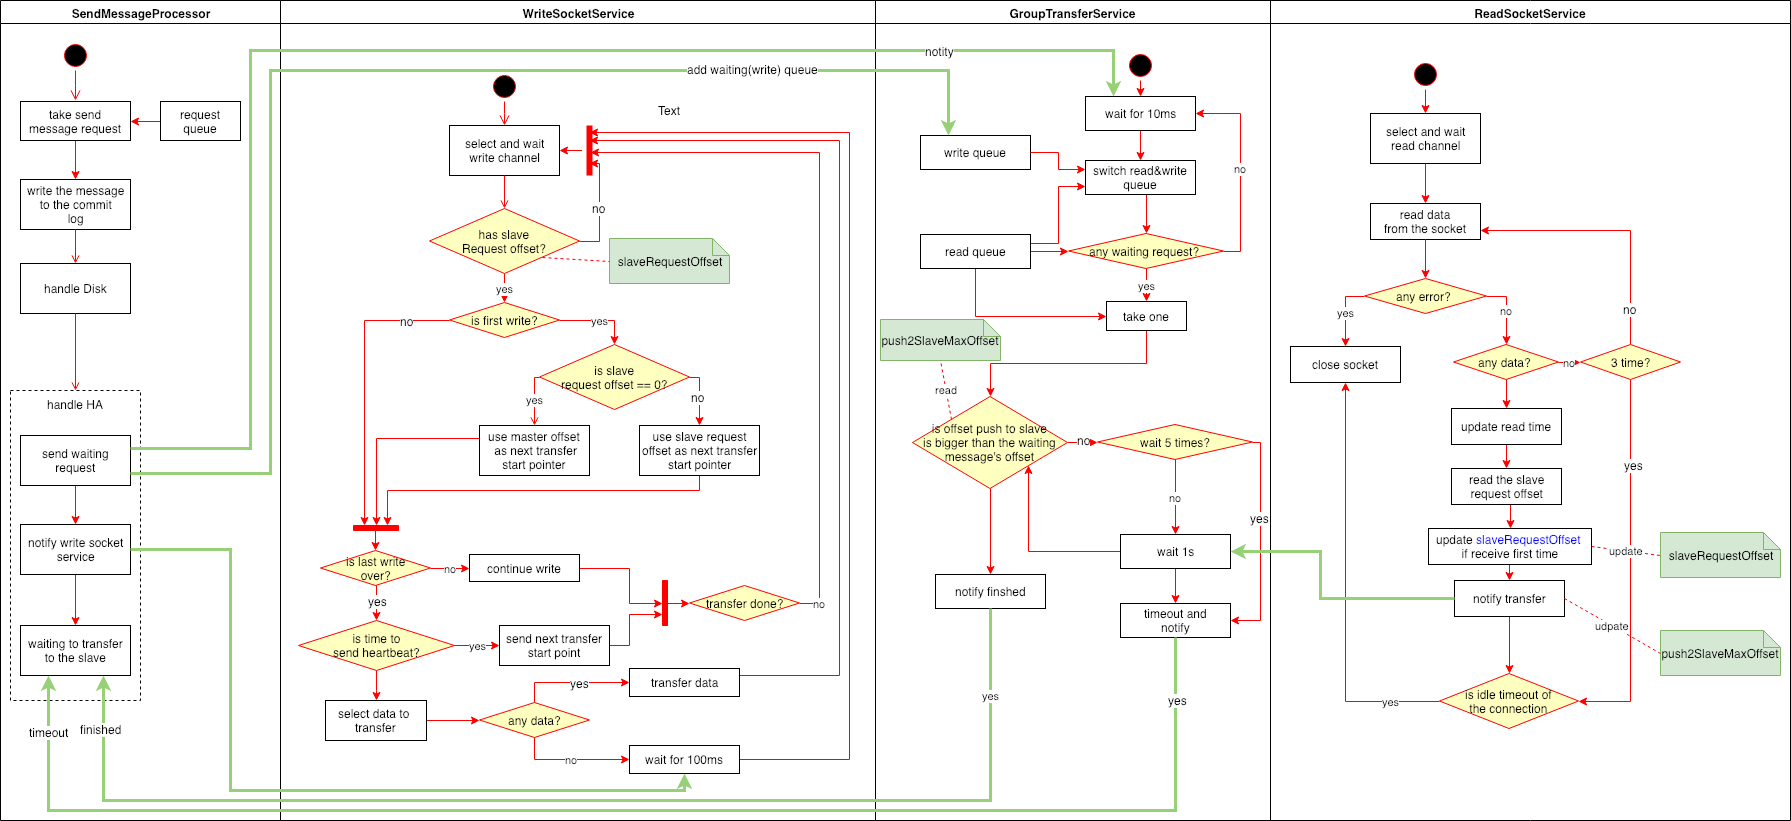 SendMessageProcessor
WriteSocketService
GroupTransferService
ReadSocketService
take send
message request
request
queue
write the message
to the commit
log
handle Disk
handle HA
send waiting
request
notify write socket
service
waiting to transfer
to the slave
timeout
finished
notity
add waiting(write) queue
Text
select and wait
write channel
no
has slave
Request offset?
slaveRequestOffset
yes
is first write?
no
yes
is slave
request offset == 0?
yes
no
use master offset
as next transfer
start pointer
use slave request
offset as next transfer
start pointer
is last write
over?
no
continue write
yes
transfer done?
no
is time to
send heartbeat?
yes
send next transfer
start point
select data to
transfer
any data?
yes
transfer data
no
wait for 100ms
wait for 10ms
write queue
switch read&write
queue
no
read queue
any waiting request?
yes
take one
push2SlaveMaxOffset
read
is offset push to slave
is bigger than the waiting
message's offset
no
wait 5 times?
no
yes
wait 1s
notify finshed
timeout and
notify
yes
yes
select and wait
read channel
read data
from the socket
any error?
yes
no
no
close socket
any data?
no
3 time?
update read time
yes
read the slave
request offset
update slaveRequestOffset
if receive first time
update
slaveRequestOffset
notify transfer
udpate
push2SlaveMaxOffset
is idle timeout of
the connection
yes